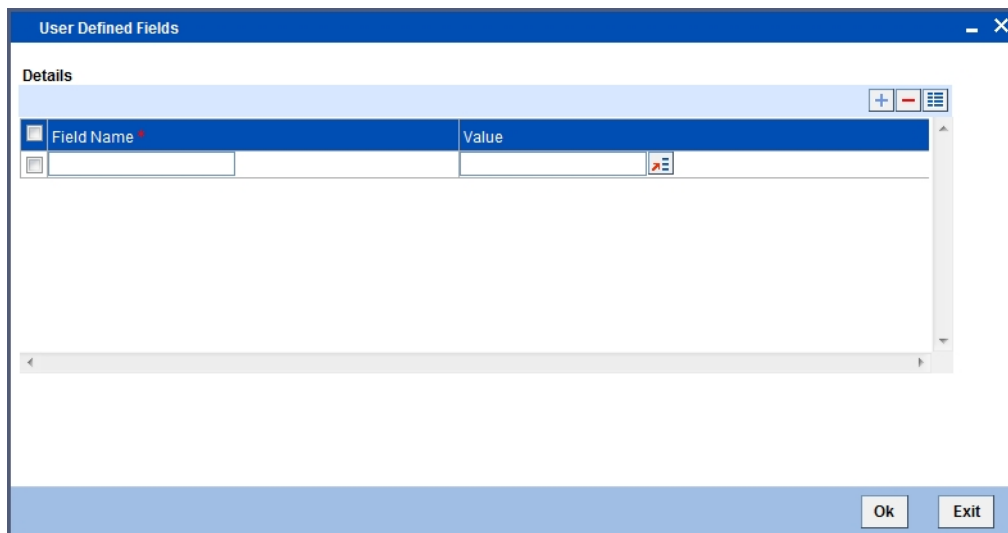 User Defined Fields
Details
Field Name * Value
Ok Exit